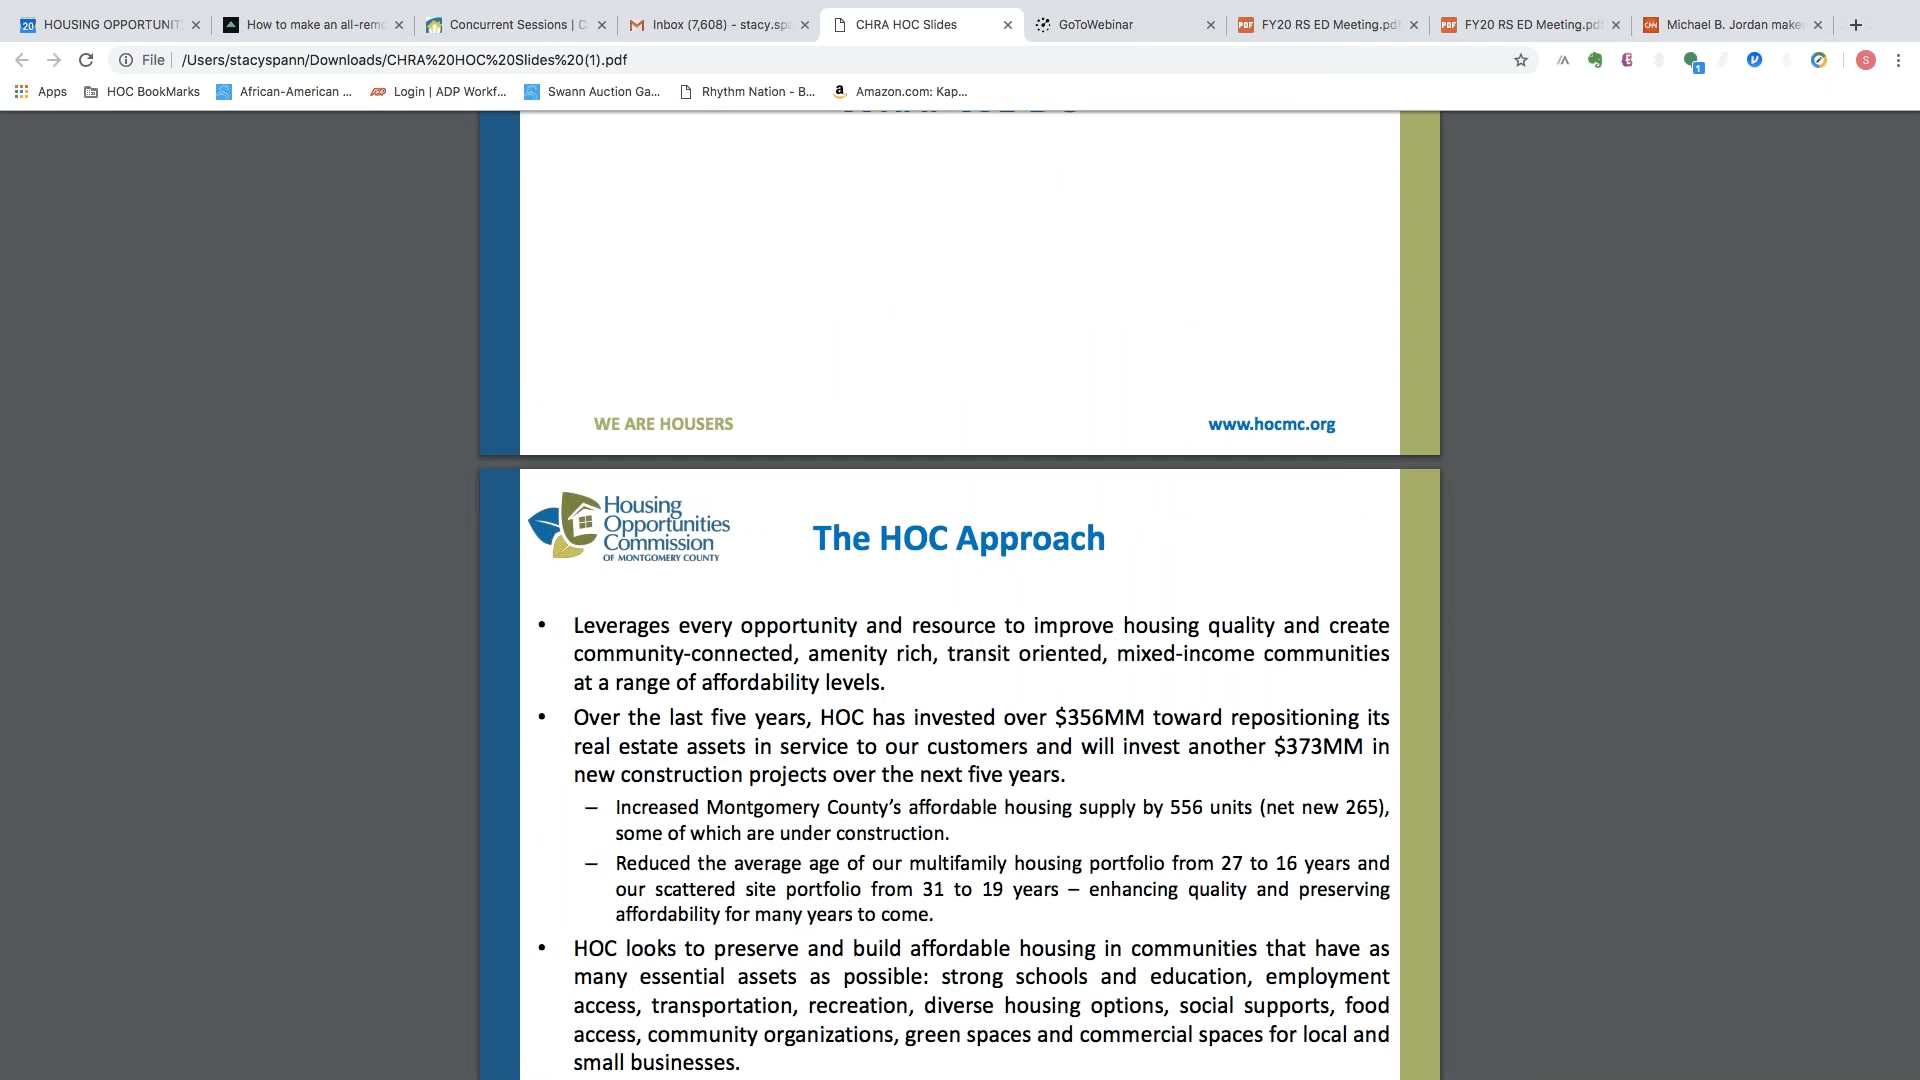 HOUSING OPPORTUNIT
How to make an all-remo
Concurrent Sessions | C
Inbox (7,608) - stacy.spa
CHRA HOC Slides
GoToWebinar
PDF FY20 RS ED Meeting.pdf
PDF FY20 RS ED Meeting.pdf
CNN Michael B. Jordan make
File
/Users/stacyspann/Downloads/CHRA%20HOC%20Slides%20(1).pdf
1
S
Apps
HOC BookMarks
African-American ...
Login | ADP Workf...
Swann Auction Ga...
Rhythm Nation - B...
Amazon.com: Kap...
WE ARE HOUSERS
www.hocmc.org
Housing
Opportunities
Commission
OF MONTGOMERY COUNTY
The HOC Approach
• Leverages every opportunity and resource to improve housing quality and create
community-connected, amenity rich, transit oriented, mixed-income communities
at a range of affordability levels.
• Over the last five years, HOC has invested over $356MM toward repositioning its
real estate assets in service to our customers and will invest another $373MM in
new construction projects over the next five years.
– Increased Montgomery County’s affordable housing supply by 556 units (net new 265),
some of which are under construction.
– Reduced the average age of our multifamily housing portfolio from 27 to 16 years and
our scattered site portfolio from 31 to 19 years – enhancing quality and preserving
affordability for many years to come.
• HOC looks to preserve and build affordable housing in communities that have as
many essential assets as possible: strong schools and education, employment
access, transportation, recreation, diverse housing options, social supports, food
access, community organizations, green spaces and commercial spaces for local and
small businesses.